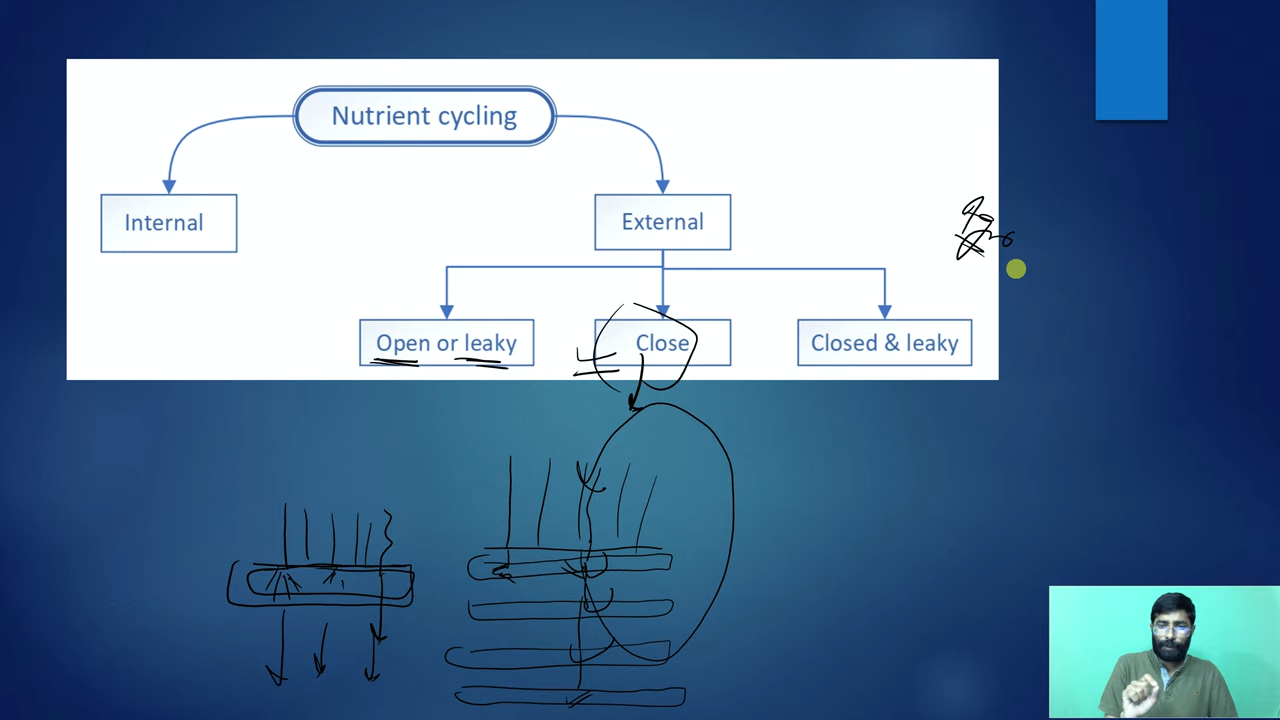 Nutrient cycling
Internal
External
Open or leaky
Close
Closed & leaky